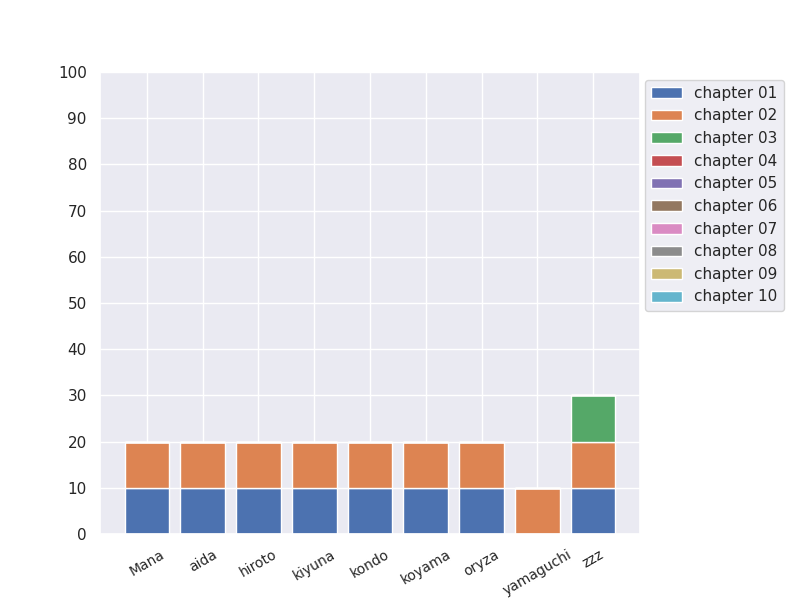 100
90
80
70
60
50
40
30
20
10
0
Mana
aida
hiroto
kiyuna
kondo
koyama
oryza
yamaguchi
zzz
chapter 01
chapter 02
chapter 03
chapter 04
chapter 05
chapter 06
chapter 07
chapter 08
chapter 09
chapter 10